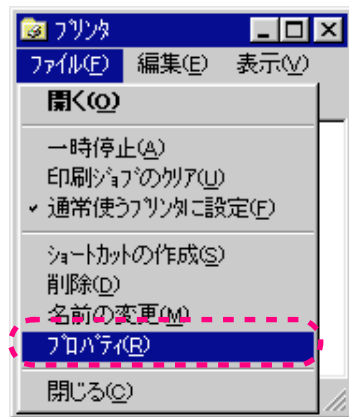 プリンタ
ファイル(F) 編集(E) 表示(V)
開く(O)
一時停止(A)
印刷ジョブのクリア(U)
通常使うプリンタに設定(F)
ショートカットの作成(S)
削除(D)
名前の変更(M)
プロパティ(R)
閉じる(C)